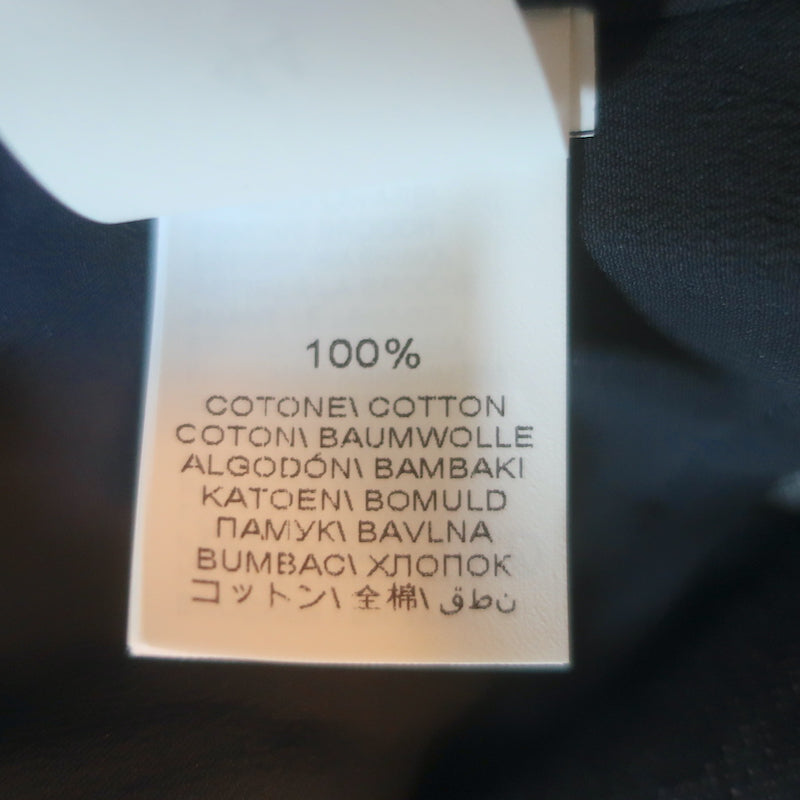 100%
COTONE\ COTTON
COTON\ BAUMWOLLE
ALGODÓN\ BAMBAKI
KATOEN\ BOMULD
ПАМУК\ BAVLNA
BUMBAC\ ХЛОПОК
コットン\ 全棉\ نطق